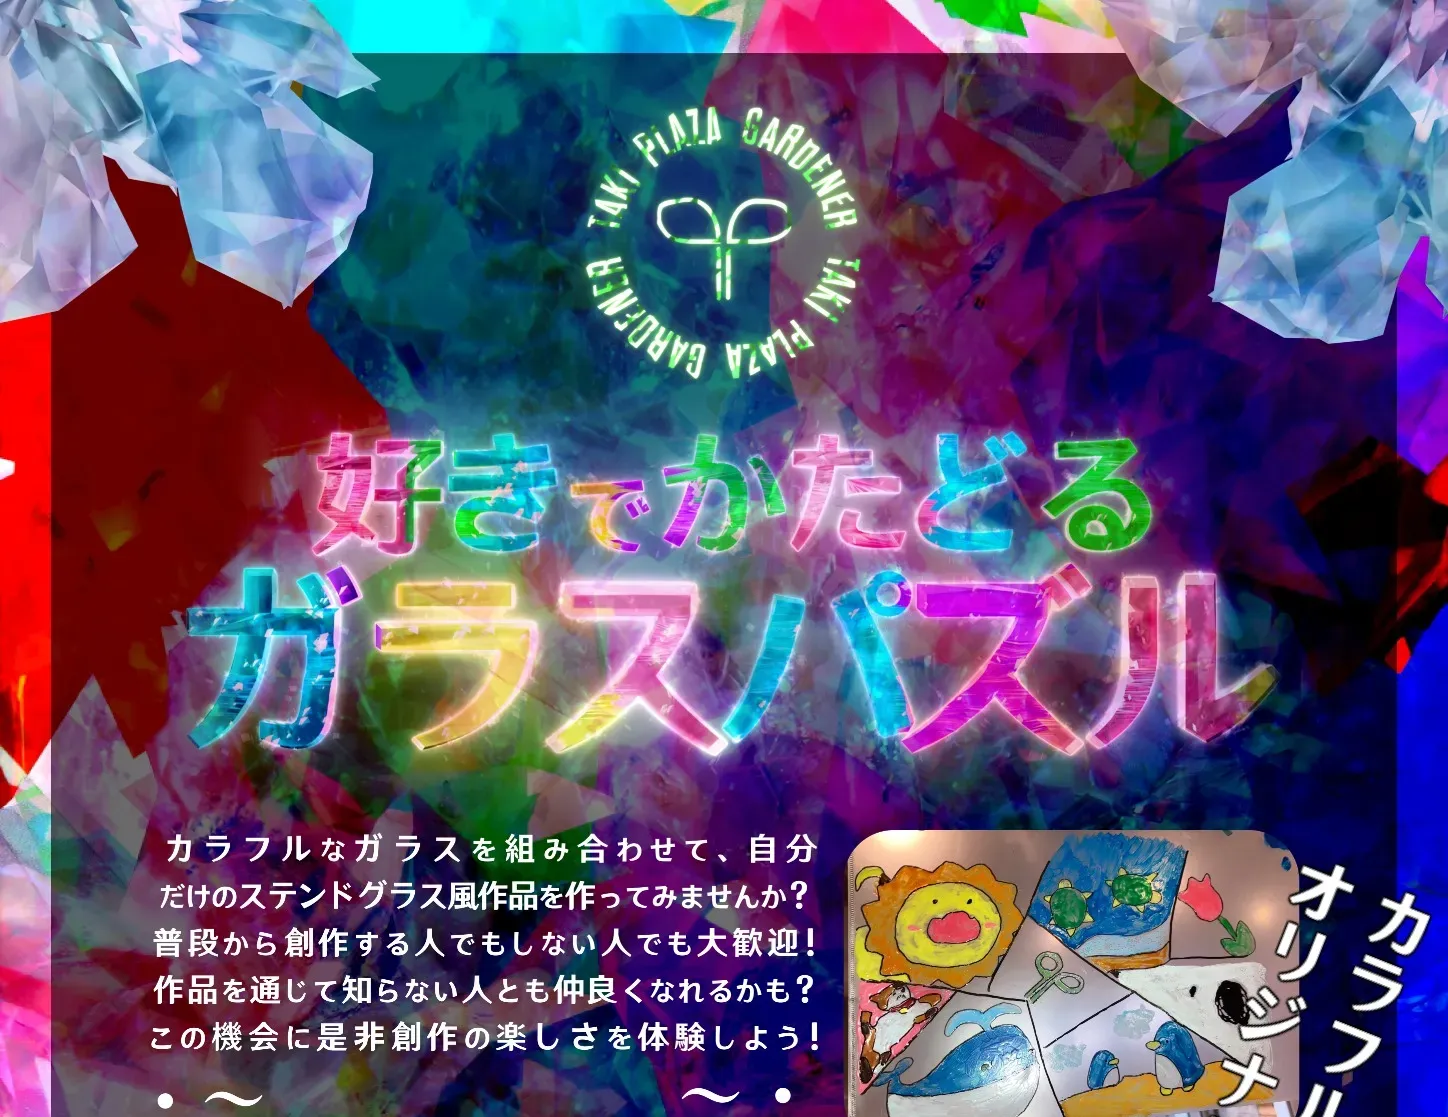 TAKI PLAZA GARDENER TAKI PLAZA GARDENER
好きでかたどる
ガラスパズル
カラフルなガラスを組み合わせて、自分
だけのステンドグラス風作品を作ってみませんか？
普段から創作する人でもしない人でも大歓迎！
作品を通じて知らない人とも仲良くなれるかも？
この機会に是非創作の楽しさを体験しよう！
カラフル
オリジナ